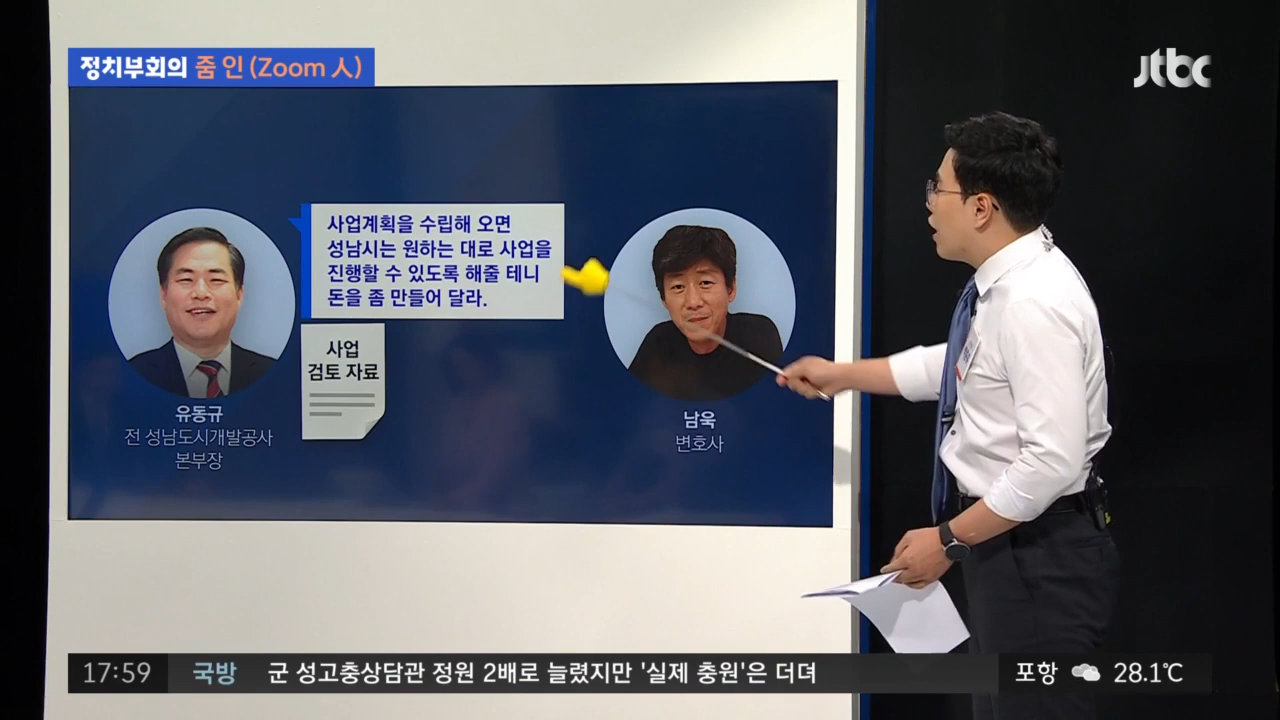 정치부회의 줌 인 (Zoom 人)
jtbc
사업계획을 수립해 오면
성남시는 원하는 대로 사업을
진행할 수 있도록 해줄 테니
돈을 좀 만들어 달라.
사업
검토 자료
유동규
전 성남도시개발공사
본부장
남욱
변호사
17:59 국방 군 성고충상담관 정원 2배로 늘렸지만 '실제 충원'은 더뎌 포항 28.1℃